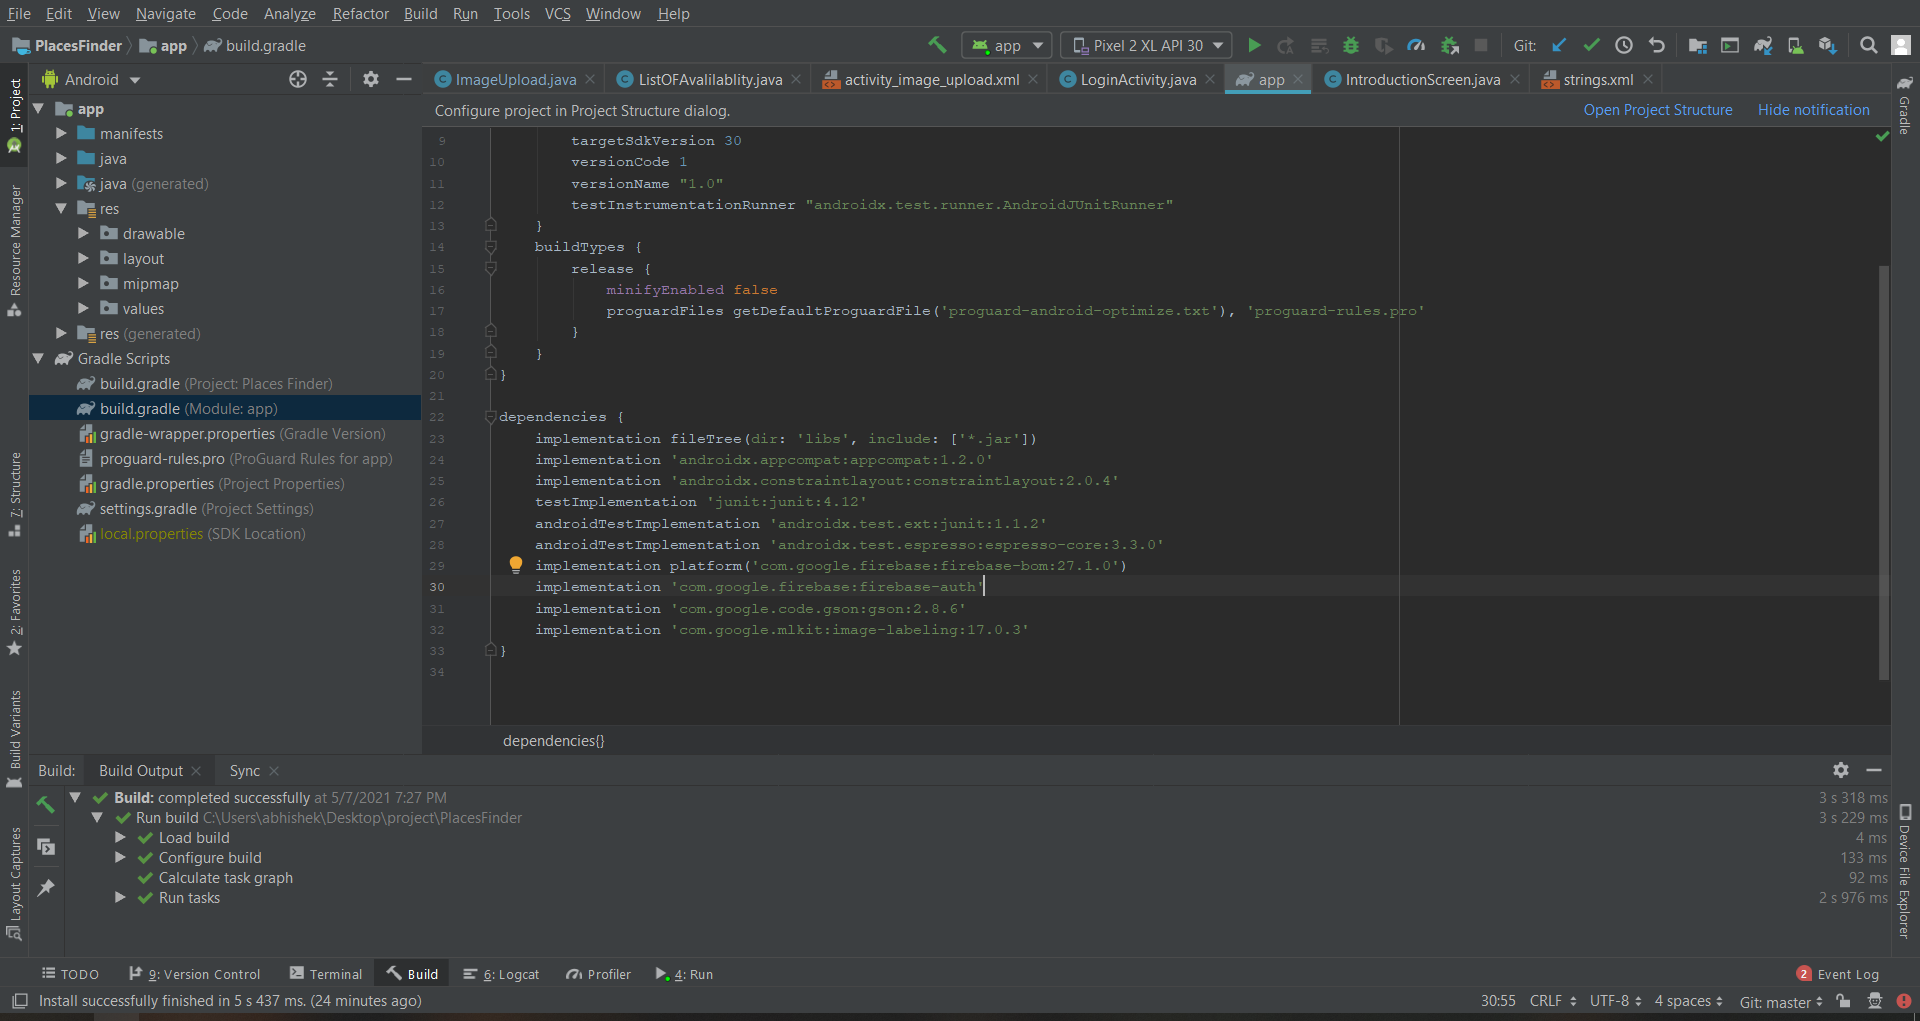 File Edit View Navigate Code Analyze Refactor Build Run Tools VCS Window Help
PlacesFinder app build.gradle app Pixel 2 XL API 30 Git:
Android
ImageUpload.java ListOFAvalilablity.java activity_image_upload.xml LoginActivity.java app IntroductionScreen.java strings.xml
Configure project in Project Structure dialog. Open Project Structure Hide notification
1: Project
Resource Manager
7: Structure
2: Favorites
Build Variants
Layout Captures
app
manifests
java
java (generated)
res
drawable
layout
mipmap
values
res (generated)
Gradle Scripts
build.gradle (Project: Places Finder)
build.gradle (Module: app)
gradle-wrapper.properties (Gradle Version)
proguard-rules.pro (ProGuard Rules for app)
gradle.properties (Project Properties)
settings.gradle (Project Settings)
local.properties (SDK Location)
9 targetSdkVersion 30
10 versionCode 1
11 versionName "1.0"
12 testInstrumentationRunner "androidx.test.runner.AndroidJUnitRunner"
13 }
14 buildTypes {
15 release {
16 minifyEnabled false
17 proguardFiles getDefaultProguardFile('proguard-android-optimize.txt'), 'proguard-rules.pro'
18 }
19 }
20 }
21
22 dependencies {
23 implementation fileTree(dir: 'libs', include: ['*.jar'])
24 implementation 'androidx.appcompat:appcompat:1.2.0'
25 implementation 'androidx.constraintlayout:constraintlayout:2.0.4'
26 testImplementation 'junit:junit:4.12'
27 androidTestImplementation 'androidx.test.ext:junit:1.1.2'
28 androidTestImplementation 'androidx.test.espresso:espresso-core:3.3.0'
29 implementation platform('com.google.firebase:firebase-bom:27.1.0')
30 implementation 'com.google.firebase:firebase-auth'
31 implementation 'com.google.code.gson:gson:2.8.6'
32 implementation 'com.google.mlkit:image-labeling:17.0.3'
33 }
34
dependencies{}
Gradle
Device File Explorer
Build: Build Output Sync
Build: completed successfully at 5/7/2021 7:27 PM 3 s 318 ms
Run build C:\Users\abhishek\Desktop\project\PlacesFinder 3 s 229 ms
Load build 4 ms
Configure build 133 ms
Calculate task graph 92 ms
Run tasks 2 s 976 ms
TODO 9: Version Control Terminal Build 6: Logcat Profiler 4: Run 2 Event Log
Install successfully finished in 5 s 437 ms. (24 minutes ago) 30:55 CRLF UTF-8 4 spaces Git: master